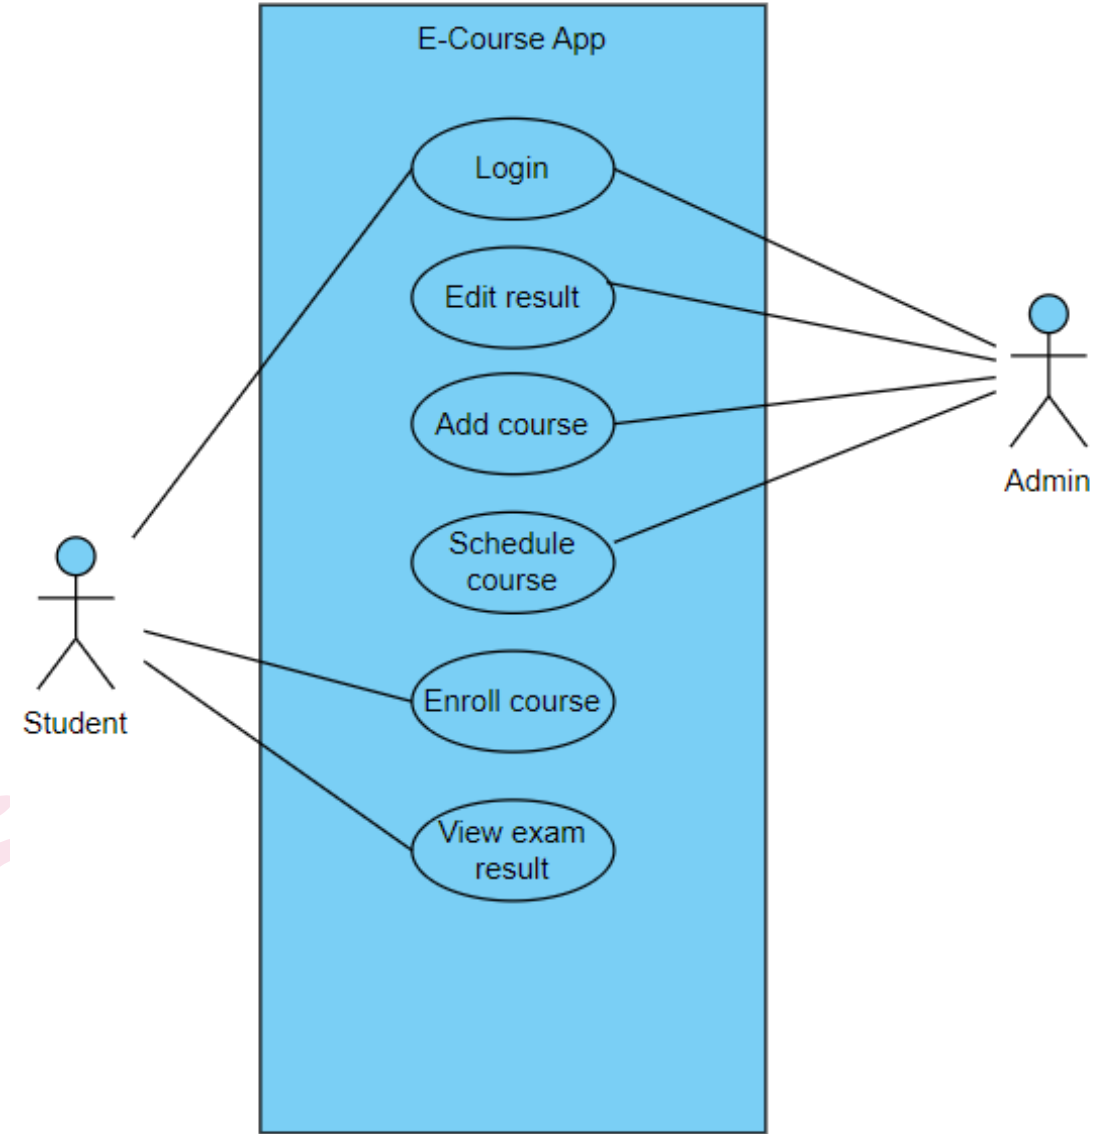 E-Course App
Login
Edit result
Add course
Schedule
course
Admin
Enroll course
Student
View exam
result